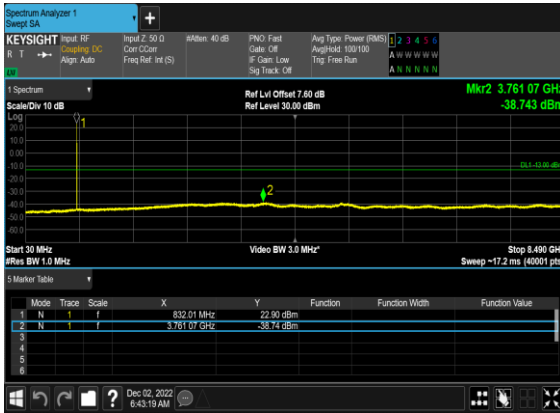 Spectrum Analyzer 1
Swept SA
+
KEYSIGHT
R T
Input: RF
Coupling: DC
Align: Auto
Input Z: 50 Ω
Corr CCorr
Freq Ref: Int (S)
#Atten: 40 dB
PNO: Fast
Gate: Off
IF Gain: Low
Sig Track: Off
Avg Type: Power (RMS)
Avg|Hold: 100/100
Trig: Free Run
1 2 3 4 5 6
A W W W W W
A N N N N N
1 Spectrum
Scale/Div 10 dB
Ref Lvl Offset 7.60 dB
Ref Level 30.00 dBm
Mkr2 3.761 07 GHz
-38.743 dBm
Log
20.0
10.0
0.00
-10.0
-20.0
-30.0
-40.0
-50.0
-60.0
1
2
DL1 -13.00 dBm
Start 30 MHz
#Res BW 1.0 MHz
Video BW 3.0 MHz*
Stop 8.490 GHz
Sweep ~17.2 ms (40001 pts)
5 Marker Table
Mode Trace Scale X Y Function Function Width Function Value
1 N 1 f 832.01 MHz 22.90 dBm
2 N 1 f 3.761 07 GHz -38.74 dBm
3
4
5
6
?
Dec 02, 2022
6:43:19 AM